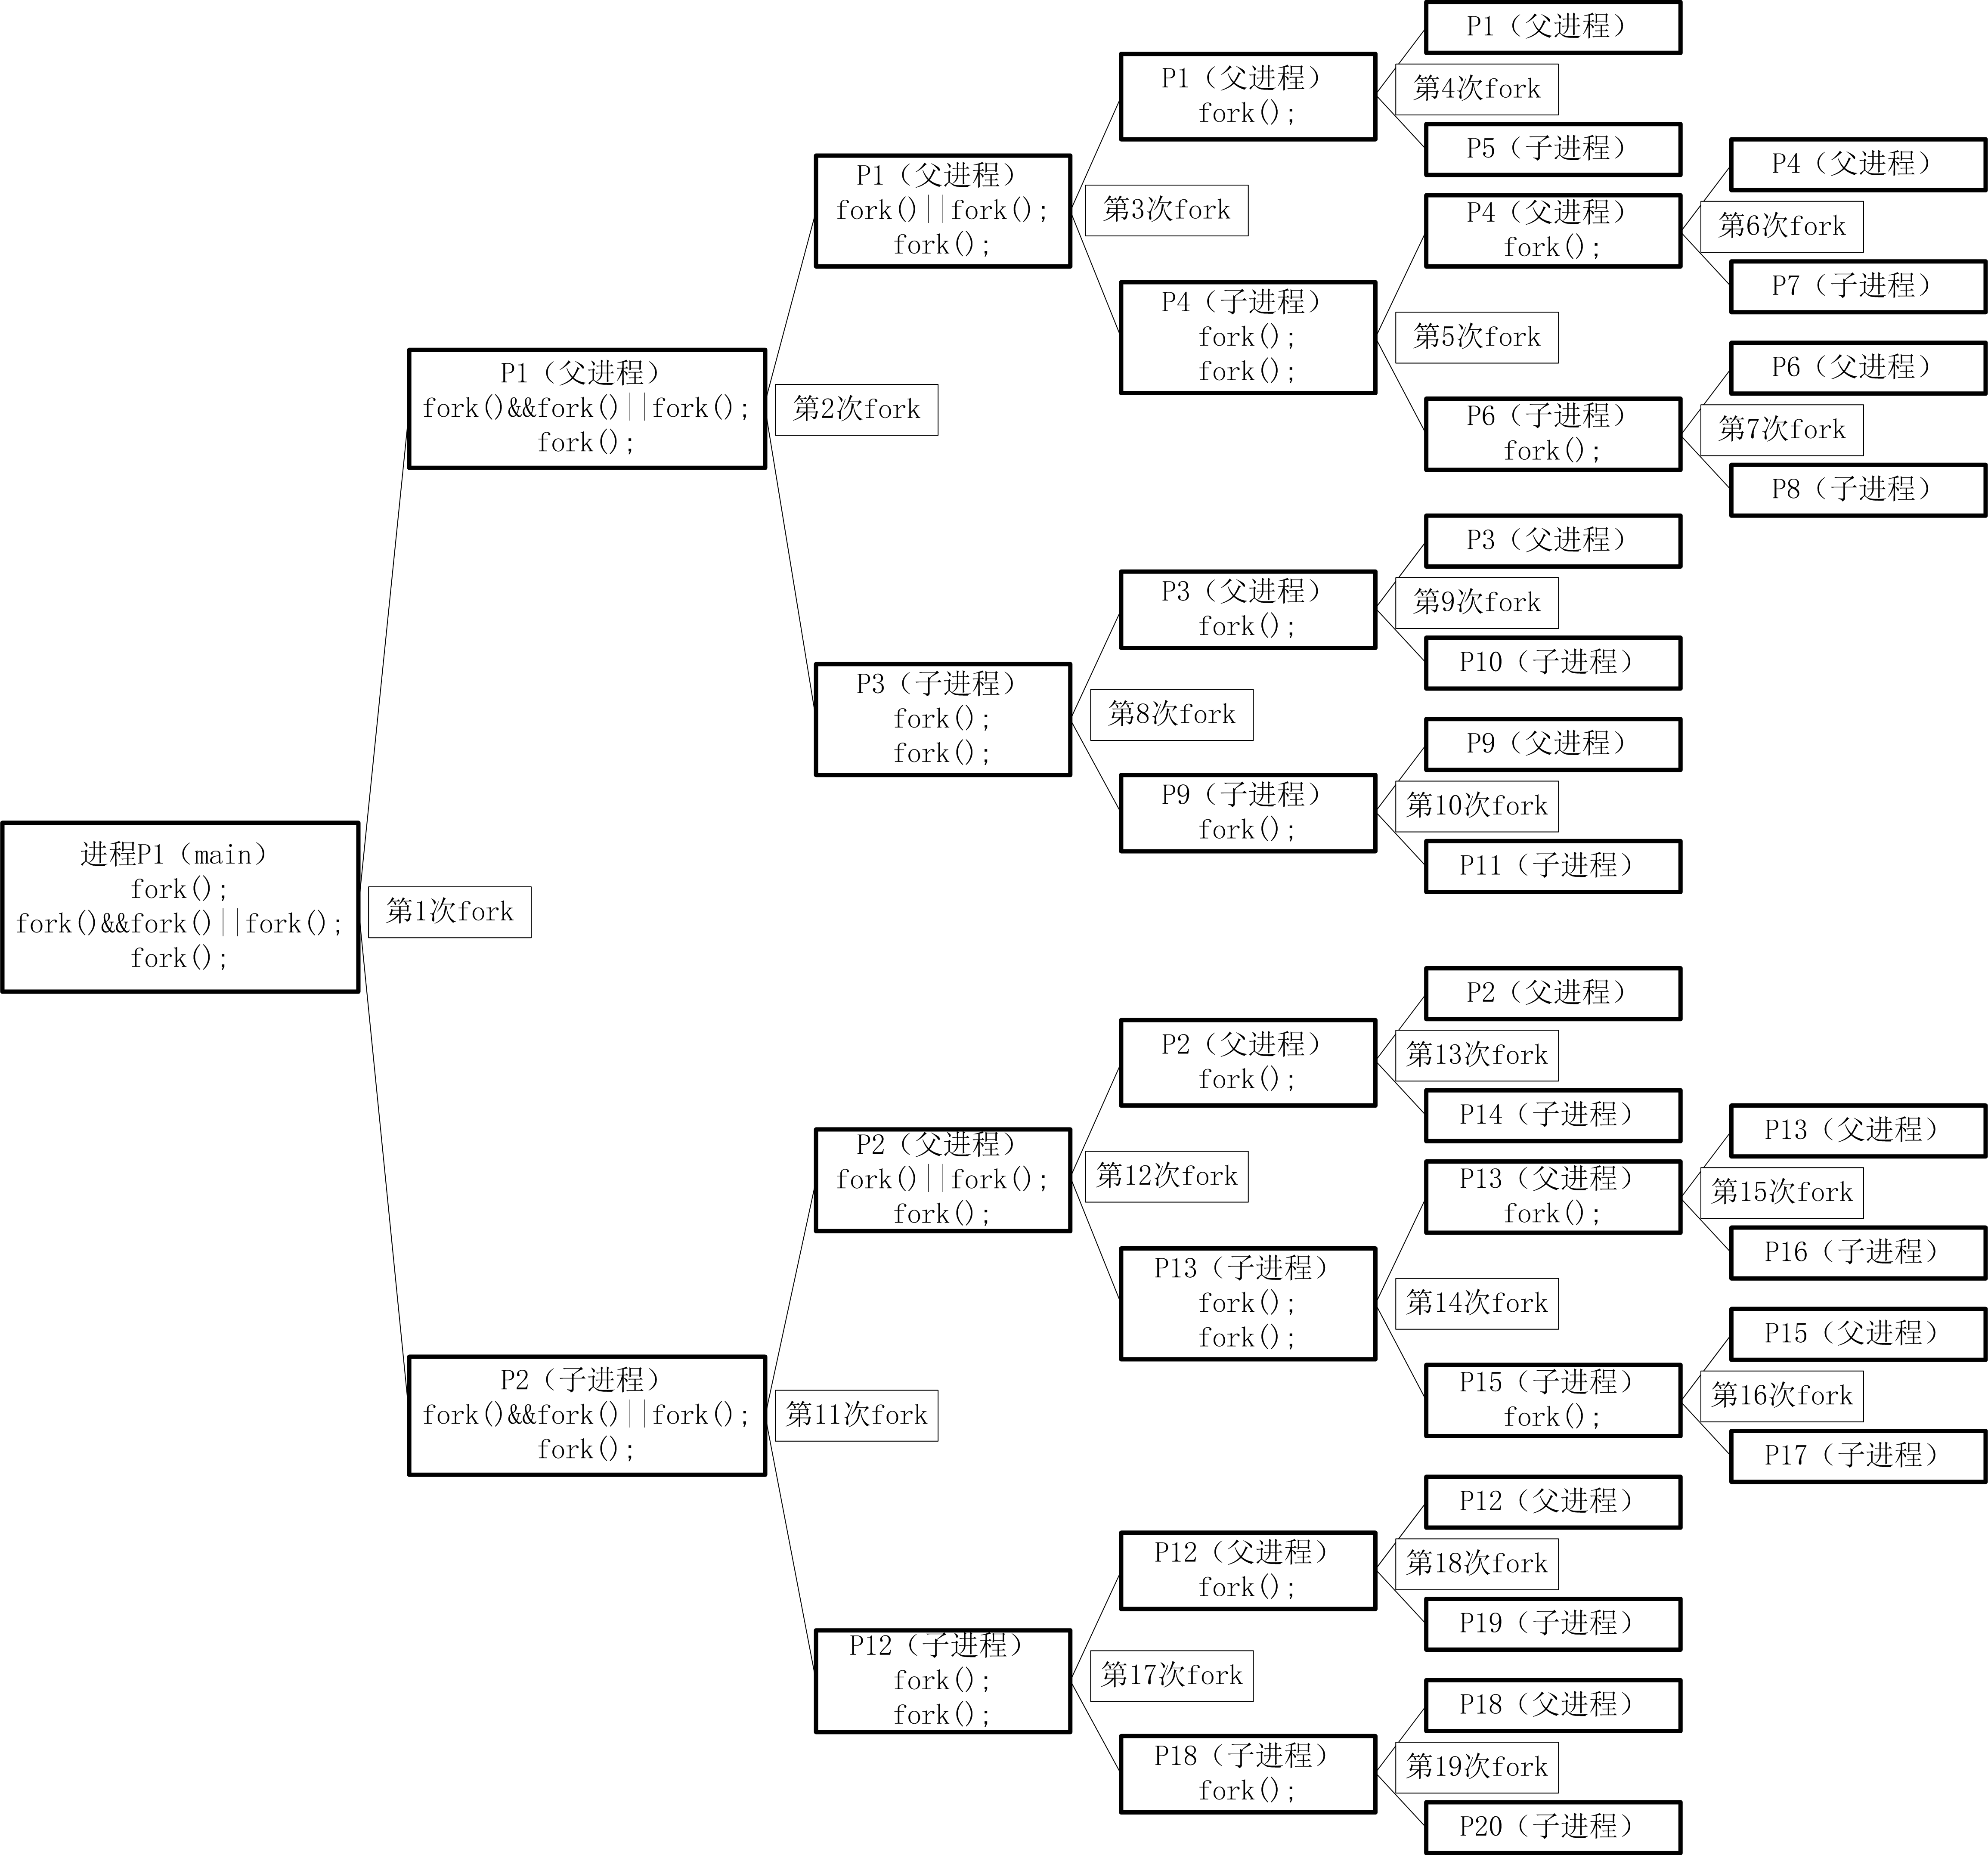 进程P1（main）
fork();
fork()&&fork()||fork();
fork();
第1次fork
P1（父进程）
fork()&&fork()||fork();
fork();
第2次fork
P1（父进程）
fork()||fork();
fork();
第3次fork
P1（父进程）
fork();
第4次fork
P1（父进程）
P5（子进程）
P4（子进程）
fork();
fork();
第5次fork
P4（父进程）
fork();
第6次fork
P4（父进程）
P7（子进程）
P6（子进程）
fork();
第7次fork
P6（父进程）
P8（子进程）
P3（子进程）
fork();
fork();
第8次fork
P3（父进程）
fork();
第9次fork
P3（父进程）
P10（子进程）
P9（子进程）
fork();
第10次fork
P9（父进程）
P11（子进程）
P2（子进程）
fork()&&fork()||fork();
fork();
第11次fork
P2（父进程）
fork()||fork();
fork();
第12次fork
P2（父进程）
fork();
第13次fork
P2（父进程）
P14（子进程）
P13（子进程）
fork();
fork();
第14次fork
P13（父进程）
fork();
第15次fork
P13（父进程）
P16（子进程）
P15（子进程）
fork();
第16次fork
P15（父进程）
P17（子进程）
P12（子进程）
fork();
fork();
第17次fork
P12（父进程）
fork();
第18次fork
P12（父进程）
P19（子进程）
P18（子进程）
fork();
第19次fork
P18（父进程）
P20（子进程）